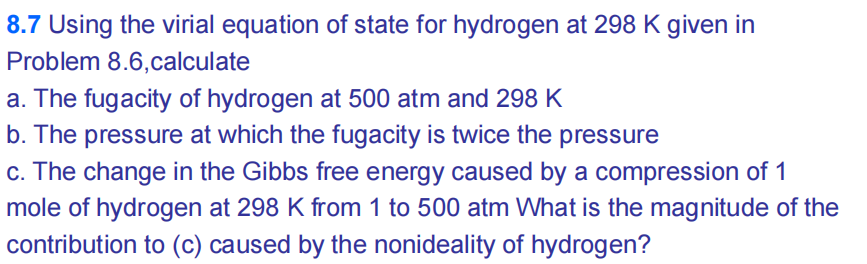 8.7 Using the virial equation of state for hydrogen at 298 K given in
Problem 8.6,calculate
a. The fugacity of hydrogen at 500 atm and 298 K
b. The pressure at which the fugacity is twice the pressure
c. The change in the Gibbs free energy caused by a compression of 1
mole of hydrogen at 298 K from 1 to 500 atm What is the magnitude of the
contribution to (c) caused by the nonideality of hydrogen?